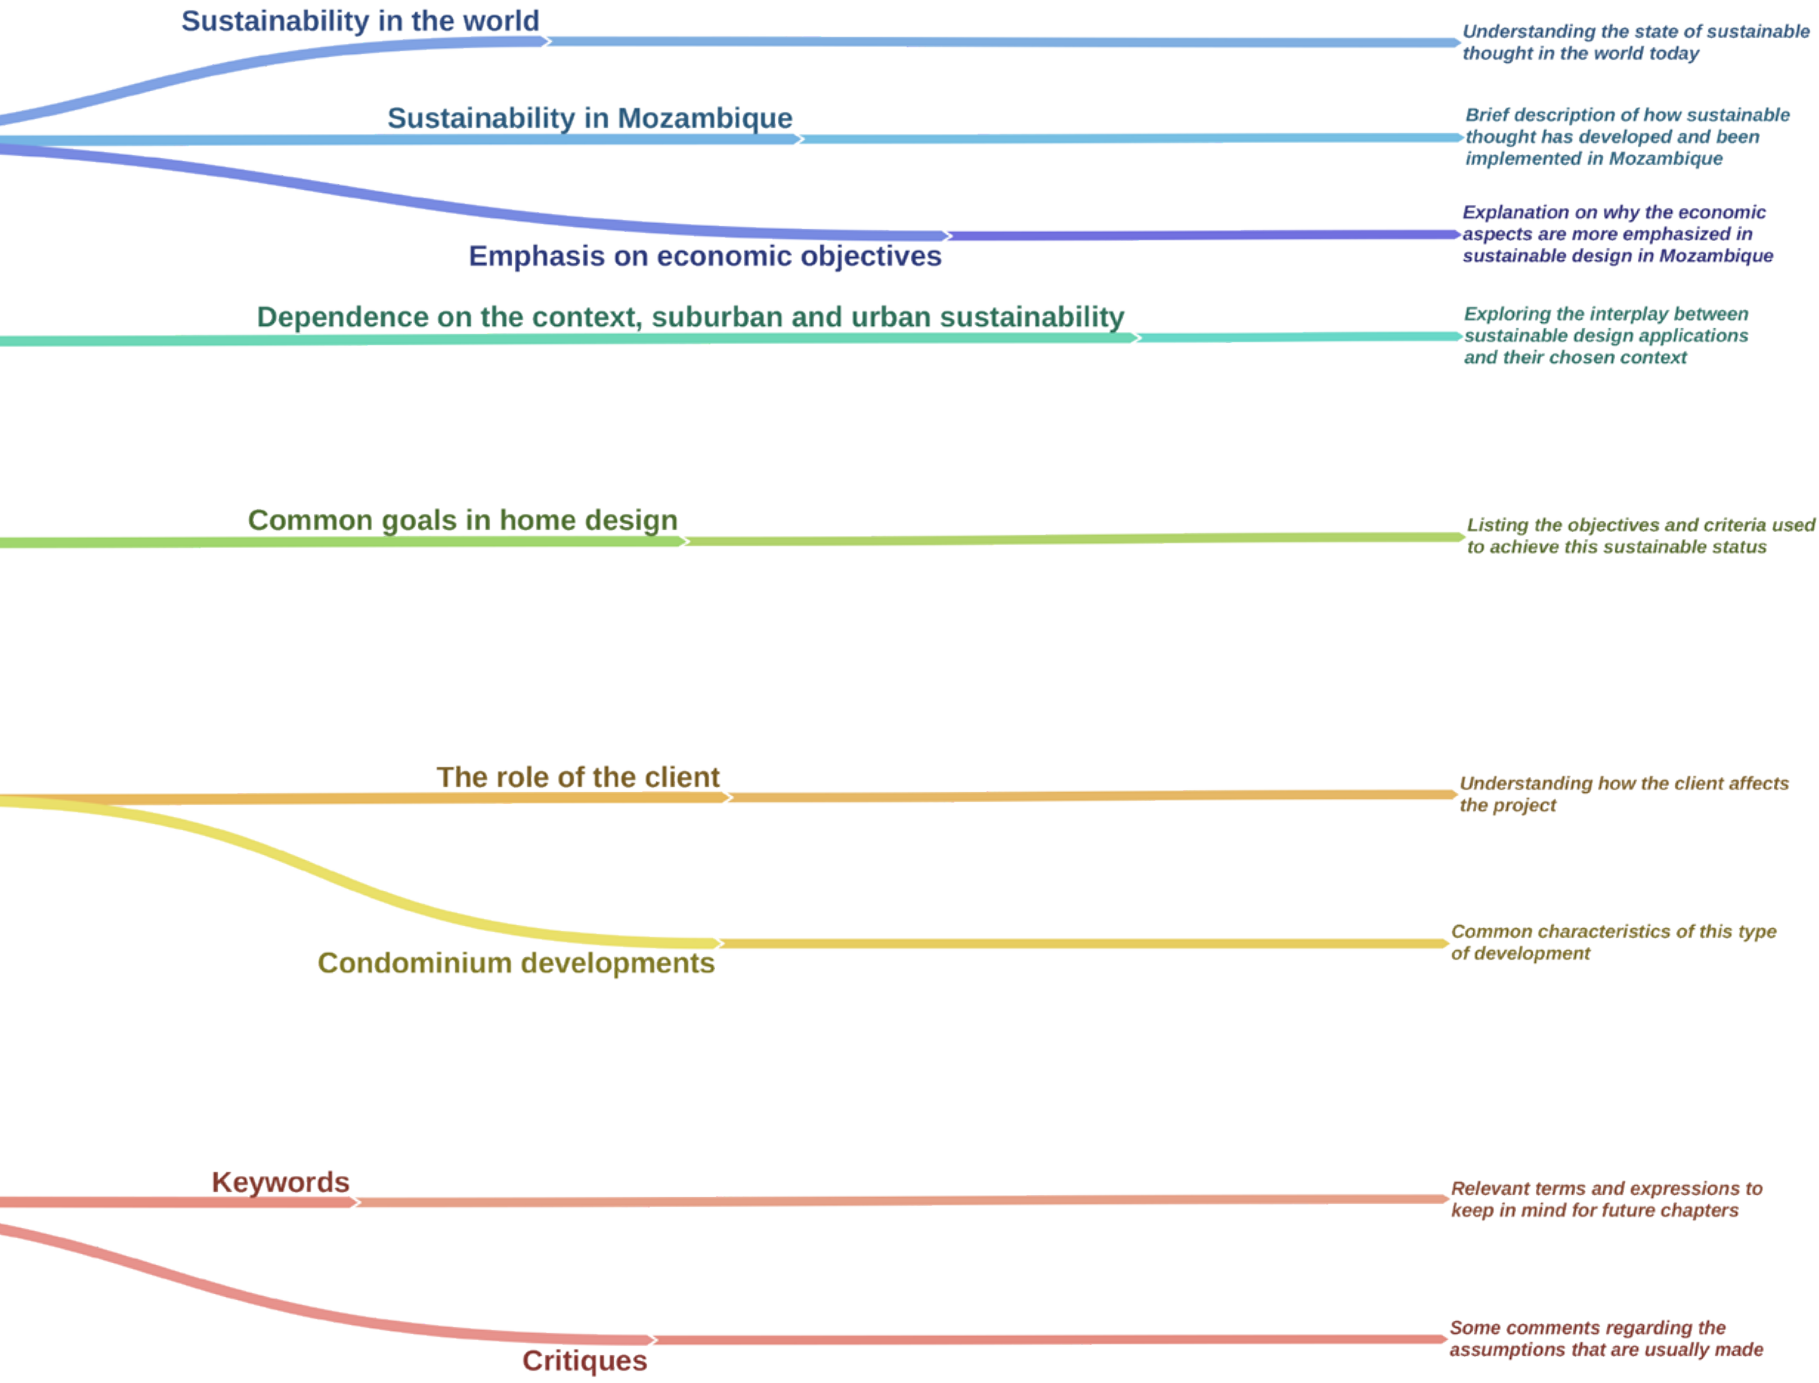 Sustainability in the world
Understanding the state of sustainable
thought in the world today
Sustainability in Mozambique
Brief description of how sustainable
thought has developed and been
implemented in Mozambique
Emphasis on economic objectives
Explanation on why the economic
aspects are more emphasized in
sustainable design in Mozambique
Dependence on the context, suburban and urban sustainability
Exploring the interplay between
sustainable design applications
and their chosen context
Common goals in home design
Listing the objectives and criteria used
to achieve this sustainable status
The role of the client
Understanding how the client affects
the project
Condominium developments
Common characteristics of this type
of development
Keywords
Relevant terms and expressions to
keep in mind for future chapters
Critiques
Some comments regarding the
assumptions that are usually made